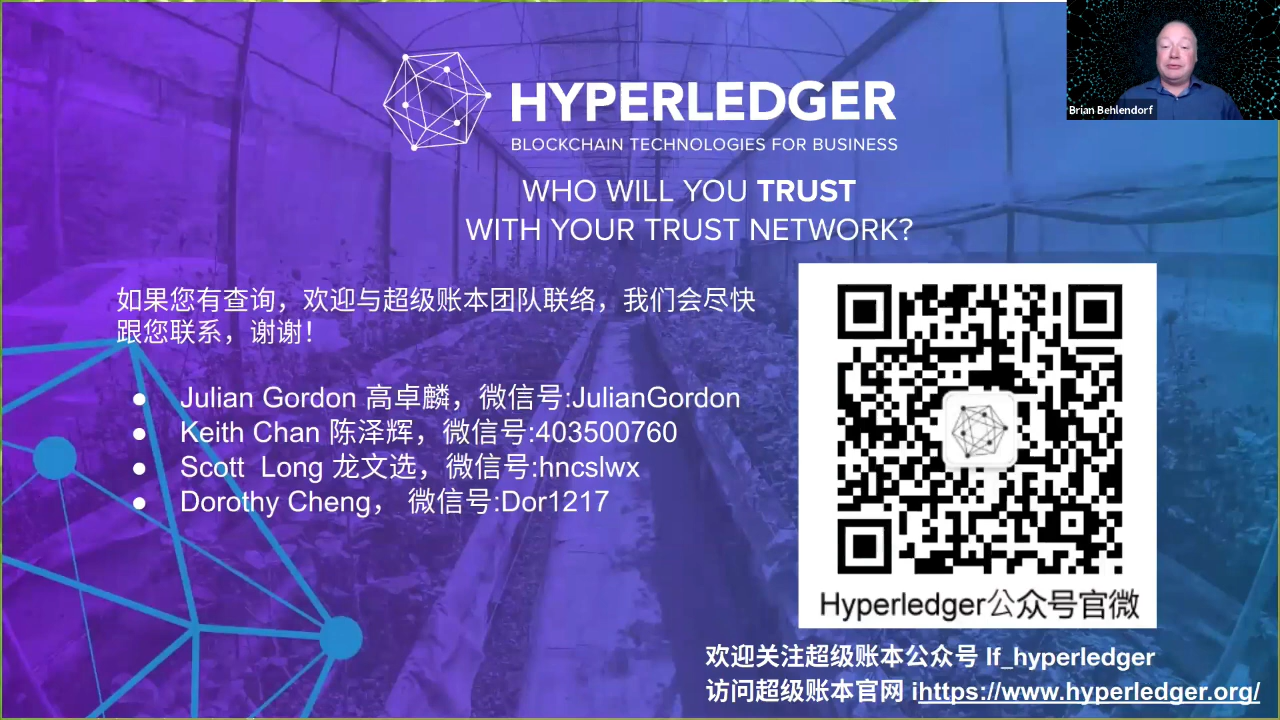 Brian Behlendorf
HYPERLEDGER
BLOCKCHAIN TECHNOLOGIES FOR BUSINESS
WHO WILL YOU TRUST
WITH YOUR TRUST NETWORK?
如果您有查询，欢迎与超级账本团队联络，我们会尽快
跟您联系，谢谢！
● Julian Gordon 高卓麟，微信号:JulianGordon
● Keith Chan 陈泽辉，微信号:403500760
● Scott Long 龙文选，微信号:hncslwx
● Dorothy Cheng， 微信号:Dor1217
Hyperledger公众号官微
欢迎关注超级账本公众号 lf_hyperledger
访问超级账本官网 ihttps://www.hyperledger.org/